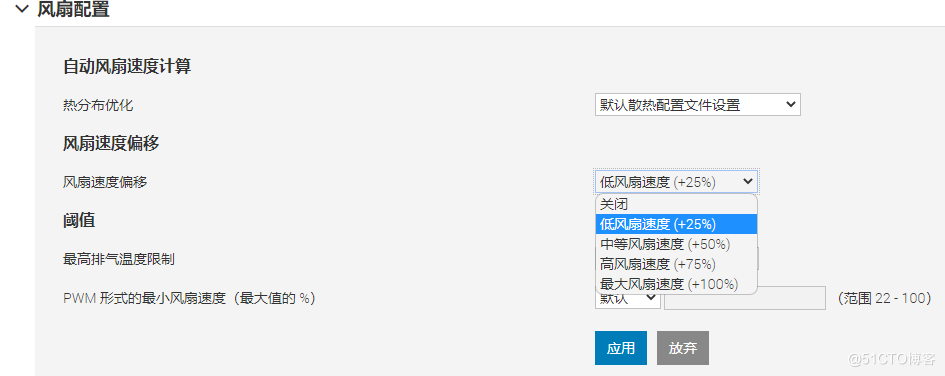 风扇配置
自动风扇速度计算
热分布优化
默认散热配置文件设置
风扇速度偏移
风扇速度偏移
低风扇速度 (+25%)
关闭
阈值
低风扇速度 (+25%)
中等风扇速度 (+50%)
最高排气温度限制
高风扇速度 (+75%)
最大风扇速度 (+100%)
PWM 形式的最小风扇速度（最大值的 %）
默认
（范围 22 - 100）
应用
放弃
@51CTO博客